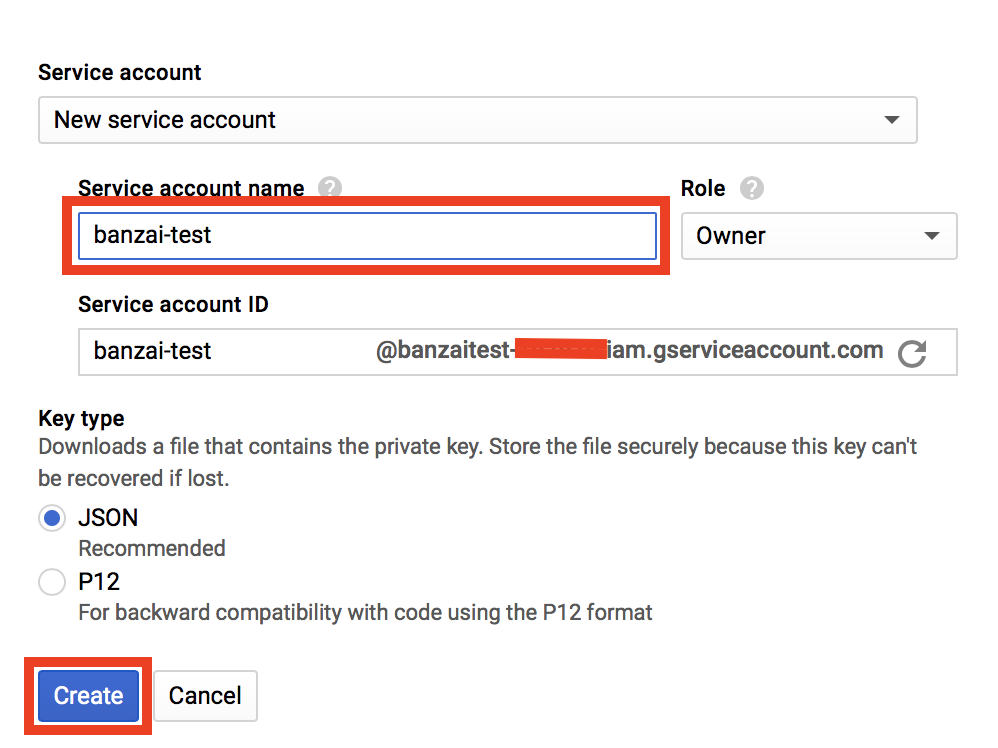 Service account
New service account
Service account name ?
Role ?
banzai-test
Owner
Service account ID
banzai-test @banzaitest- iam.gserviceaccount.com
Key type
Downloads a file that contains the private key. Store the file securely because this key can't
be recovered if lost.
JSON
Recommended
P12
For backward compatibility with code using the P12 format
Create Cancel